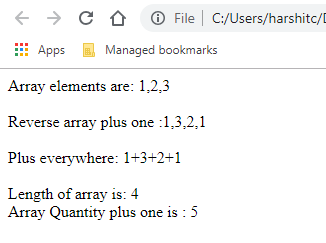 File | C:/Users/harshitc/
Apps Managed bookmarks
Array elements are: 1,2,3
Reverse array plus one :1,3,2,1
Plus everywhere: 1+3+2+1
Length of array is: 4
Array Quantity plus one is : 5